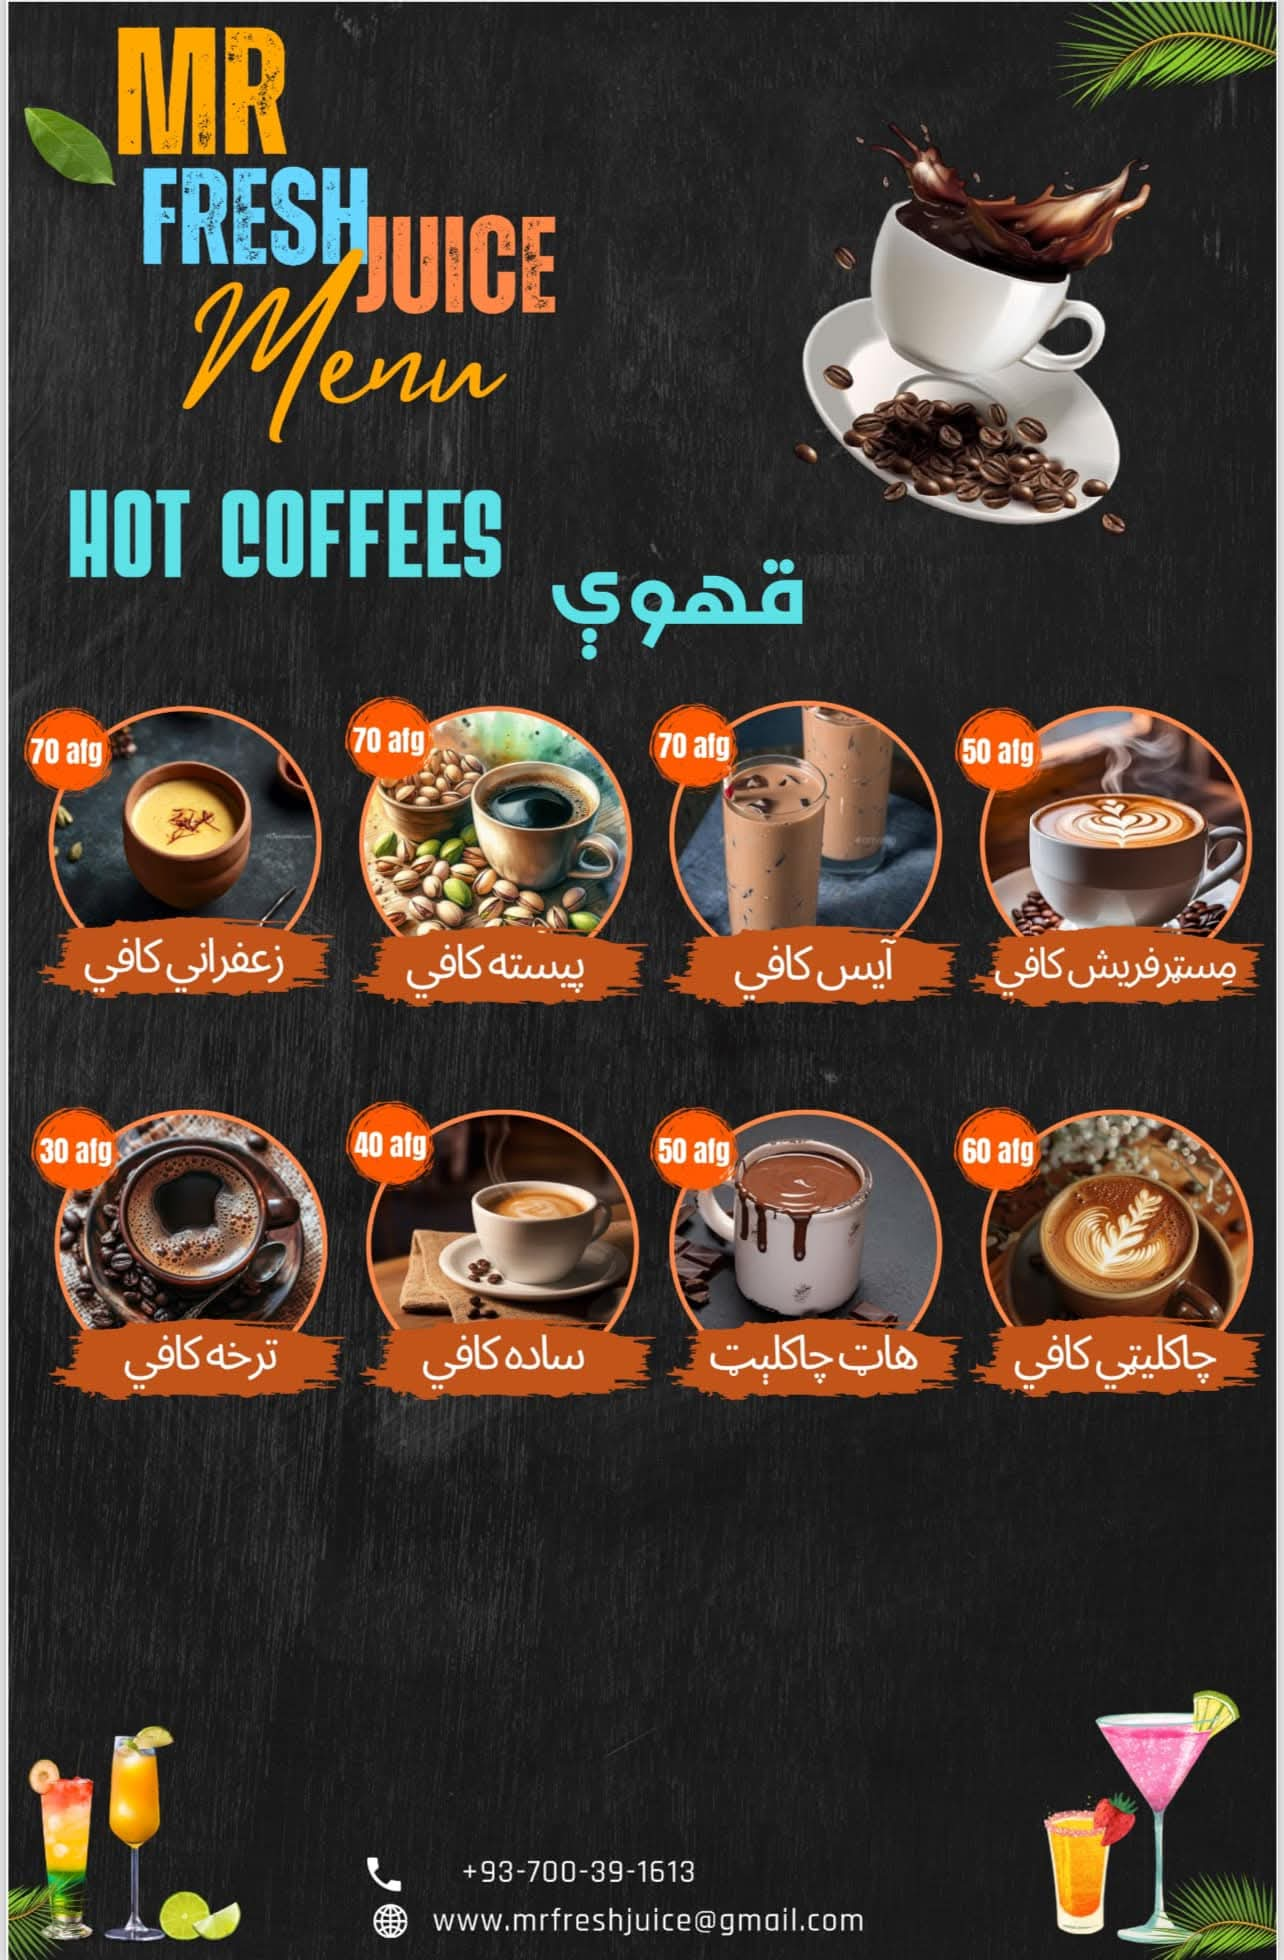 MR
FRESH
JUICE
Menu
HOT COFFEES
قهوې
70 afg
70 afg
70 afg
50 afg
زعفراني کافي
پیسته کافي
آیس کافي
مِسټرفریش کافي
30 afg
40 afg
50 afg
60 afg
ترخه کافي
ساده کافي
هاټ چاکلېټ
چاکلیټي کافي
+93-700-39-1613
www.mrfreshjuice@gmail.com